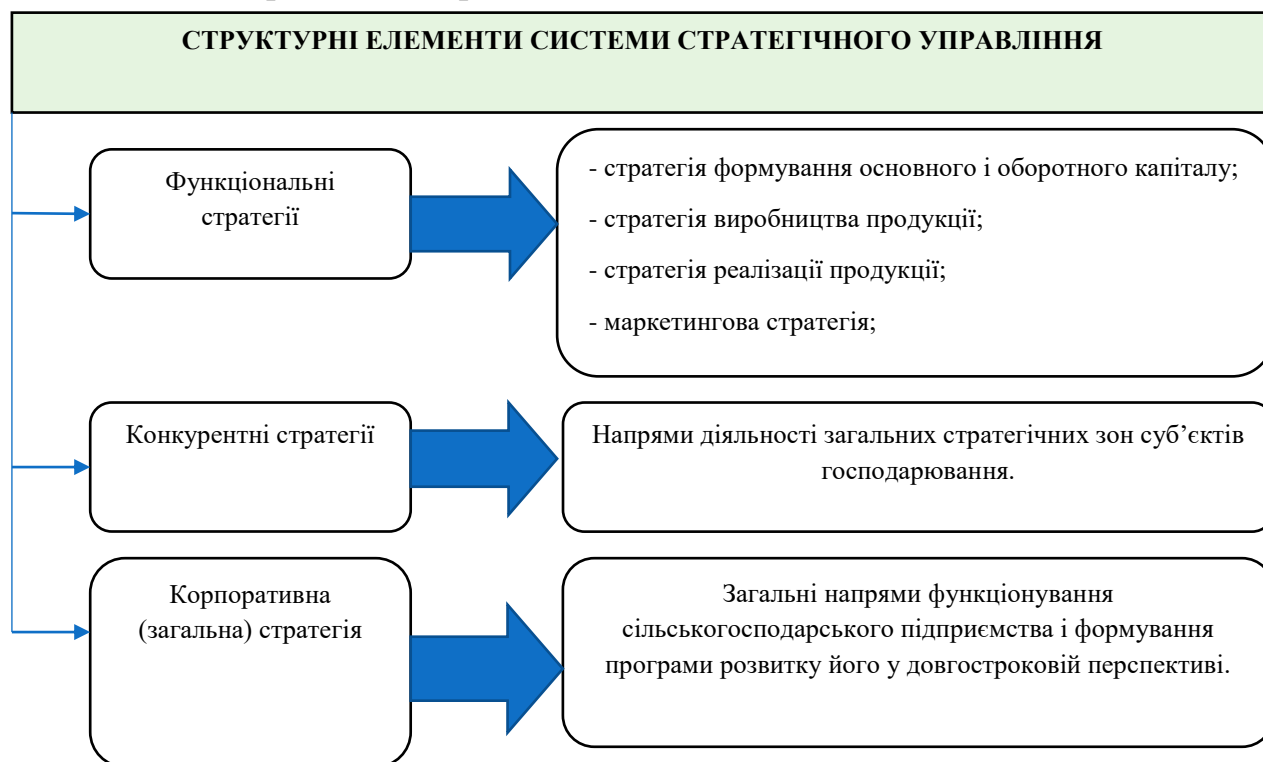 СТРУКТУРНІ ЕЛЕМЕНТИ СИСТЕМИ СТРАТЕГІЧНОГО УПРАВЛІННЯ
Функціональні
стратегії
- стратегія формування основного і оборотного капіталу;
- стратегія виробництва продукції;
- стратегія реалізації продукції;
- маркетингова стратегія;
Конкурентні стратегії
Напрями діяльності загальних стратегічних зон суб’єктів
господарювання.
Корпоративна
(загальна) стратегія
Загальні напрями функціонування
сільськогосподарського підприємства і формування
програми розвитку його у довгостроковій перспективі.